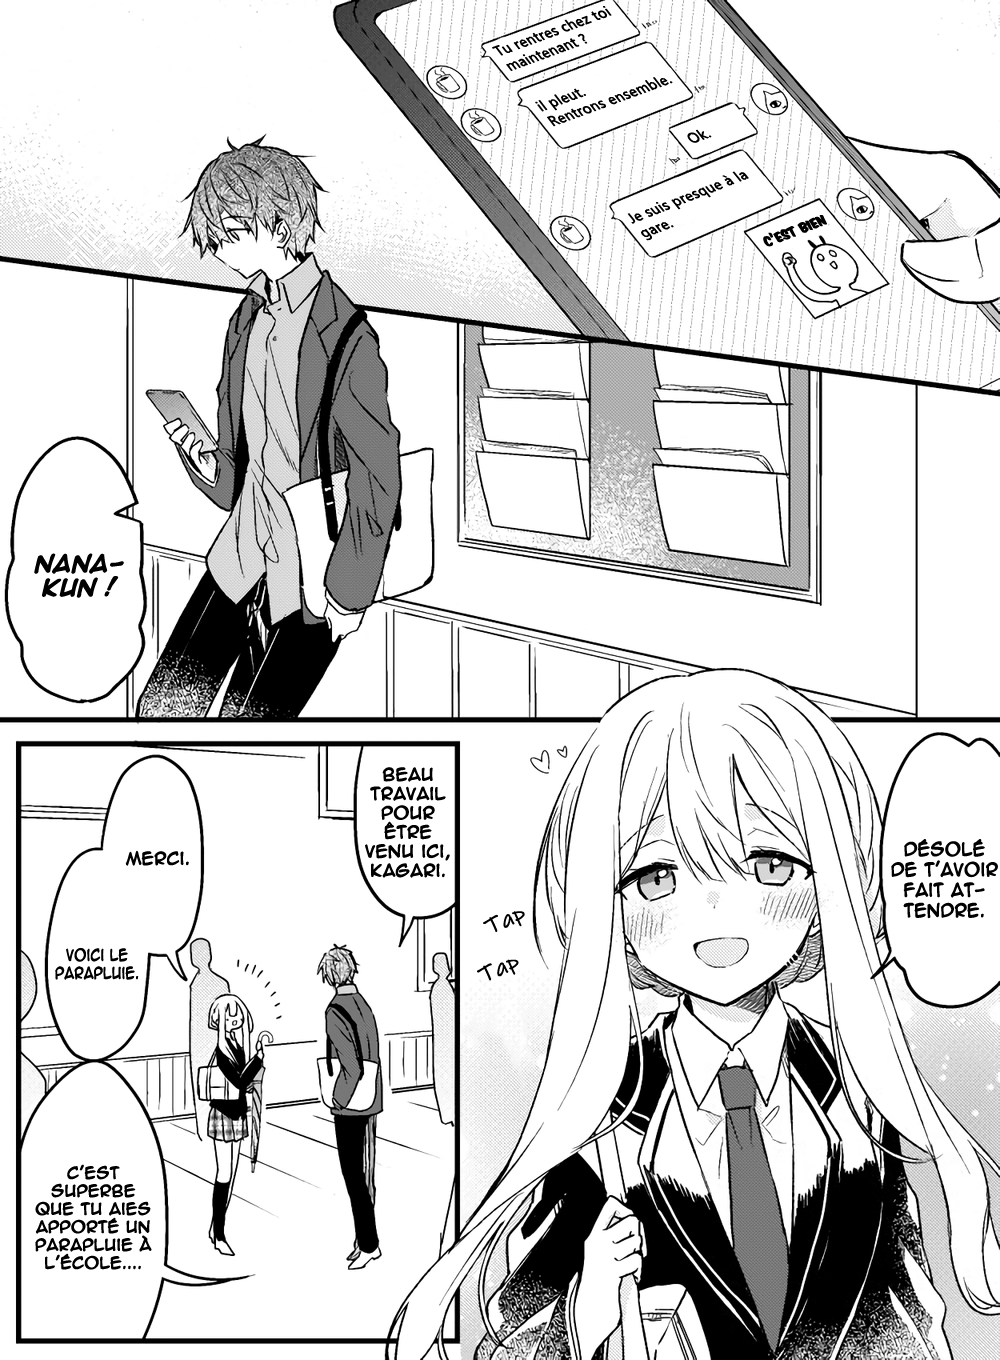 Tu rentres chez toi
maintenant ?
il pleut.
Rentrons ensemble.
Ok.
Je suis presque à la
gare.
C'EST BIEN
NANA-
KUN !
DÉSOLÉ
DE T'AVOIR
FAIT AT-
TENDRE.
TAP
TAP
BEAU
TRAVAIL
POUR
ÊTRE
VENU ICI,
KAGARI.
MERCI.
VOICI LE
PARAPLUIE.
C'EST
SUPERBE
QUE TU AIES
APPORTÉ UN
PARAPLUIE À
L'ÉCOLE....